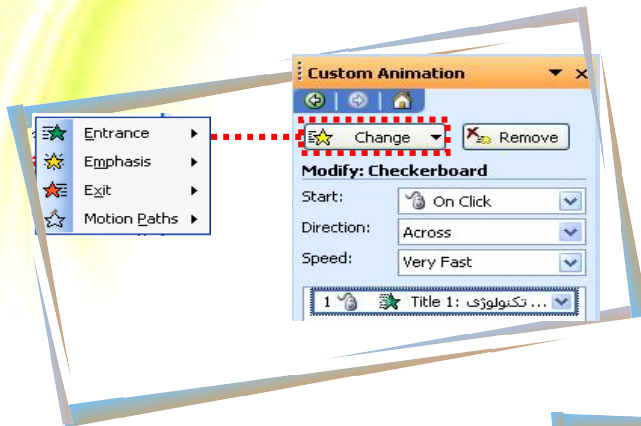 Custom Animation
Change
Remove
Modify: Checkerboard
Start:
On Click
Direction:
Across
Speed:
Very Fast
1 Title 1: تکنولوژی ...
Entrance
Emphasis
Exit
Motion Paths